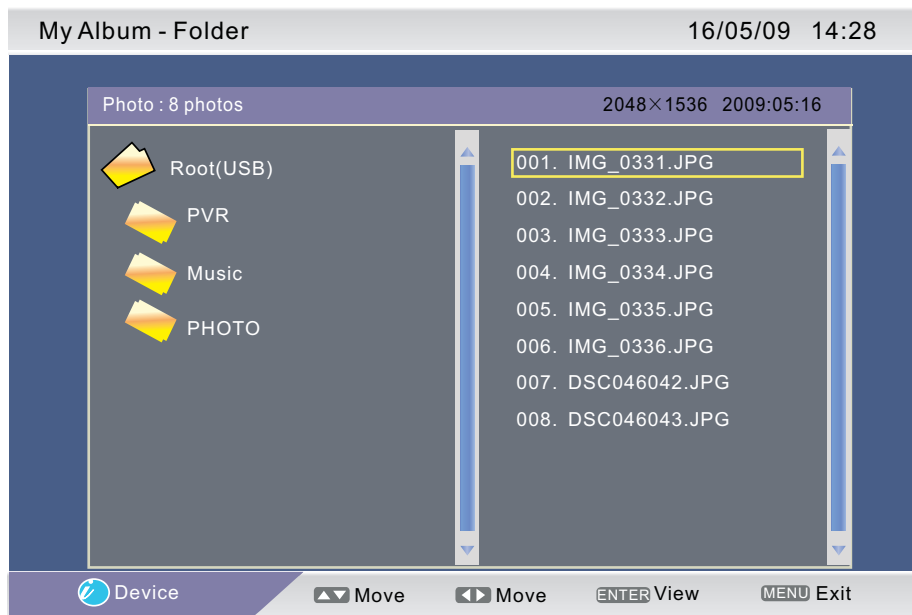 My Album - Folder 16/05/09 14:28
Photo : 8 photos 2048×1536 2009:05:16
Root(USB)
PVR
Music
PHOTO
001. IMG_0331.JPG
002. IMG_0332.JPG
003. IMG_0333.JPG
004. IMG_0334.JPG
005. IMG_0335.JPG
006. IMG_0336.JPG
007. DSC046042.JPG
008. DSC046043.JPG
i Device ▲▼ Move ◀▶ Move ENTER View MENU Exit